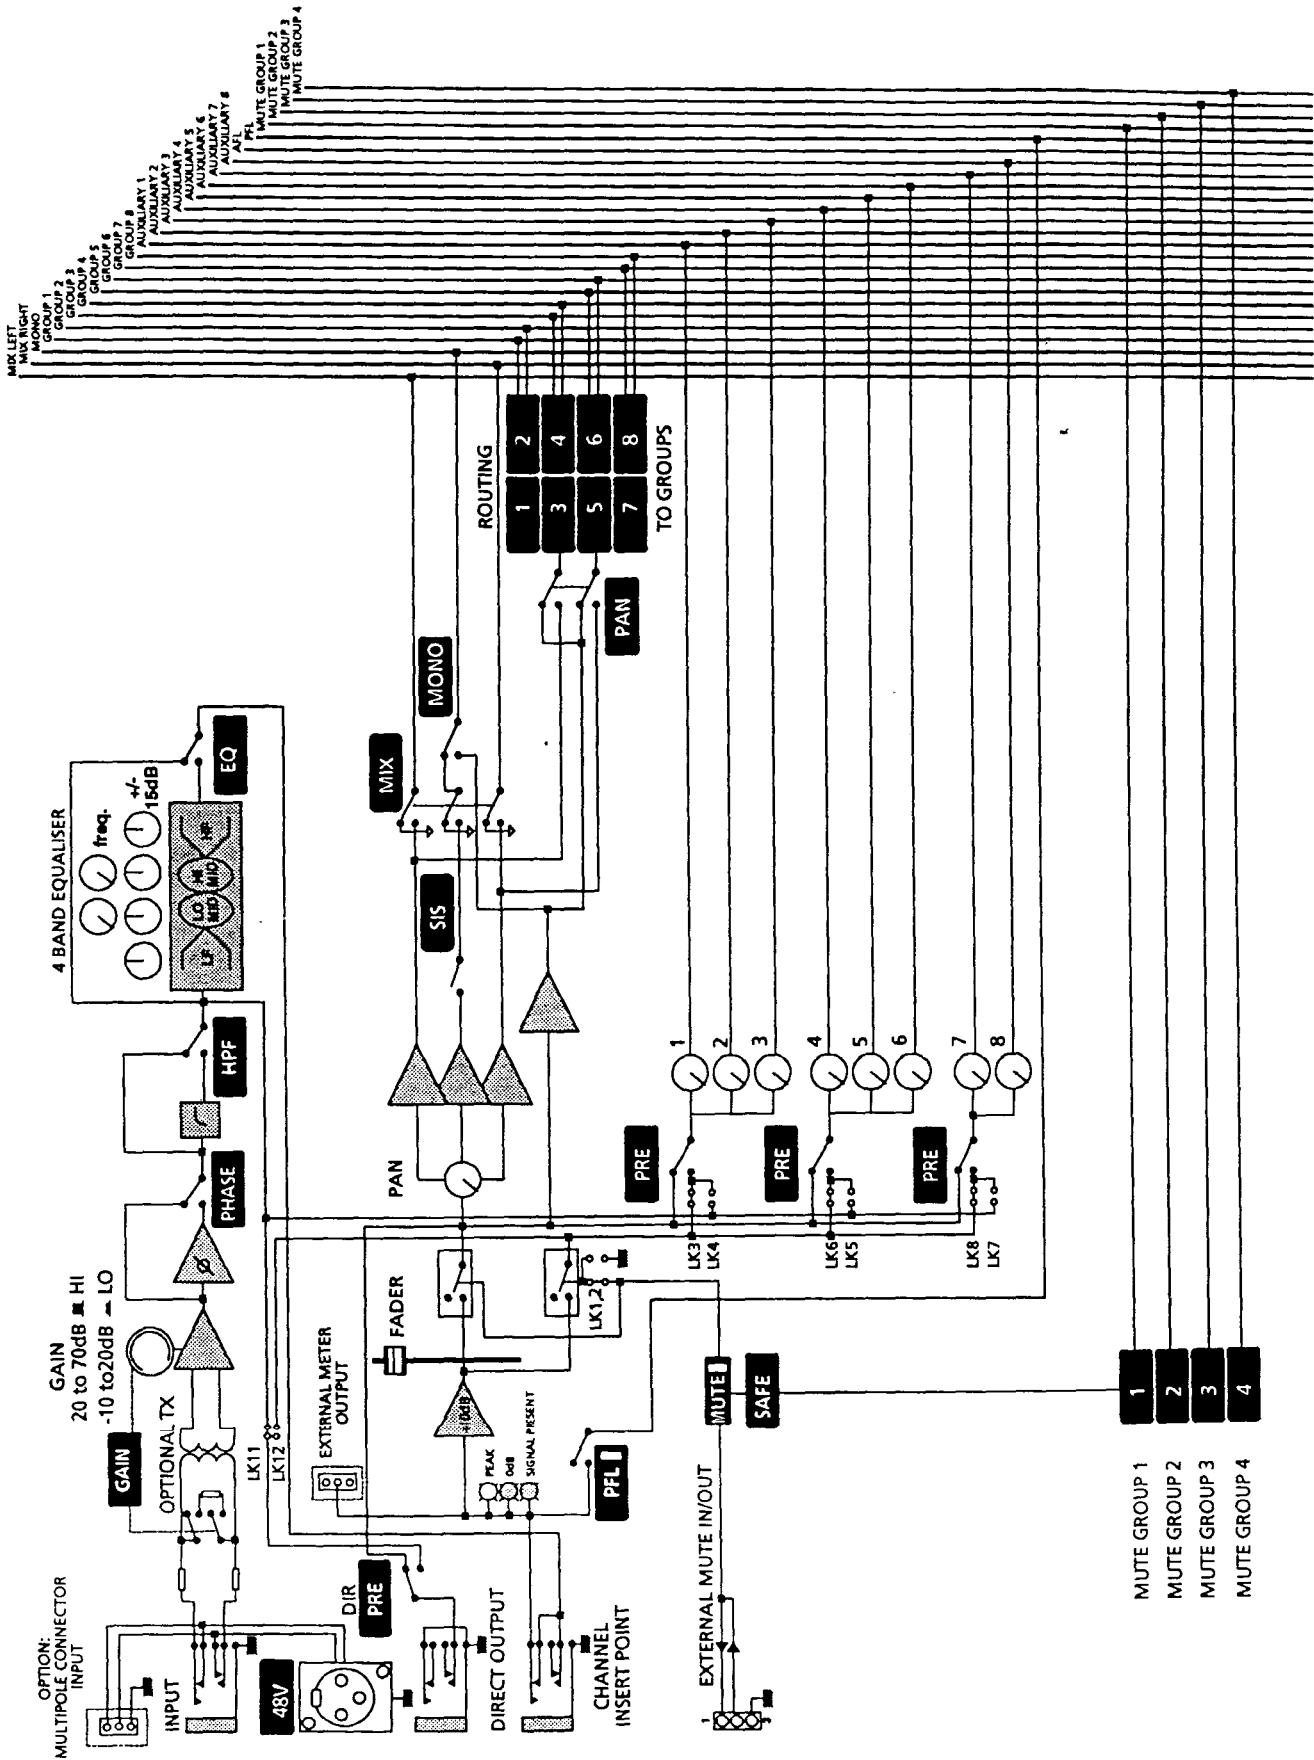 MIX LEFT
MIX RIGHT
MONO
GROUP 1
GROUP 2
GROUP 3
GROUP 4
GROUP 5
GROUP 6
GROUP 7
GROUP 8
AUXILIARY 1
AUXILIARY 2
AUXILIARY 3
AUXILIARY 4
AUXILIARY 5
AUXILIARY 6
AUXILIARY 7
AUXILIARY 8
AFL
PFL
MUTE GROUP 1
MUTE GROUP 2
MUTE GROUP 3
MUTE GROUP 4
OPTION:
MULTIPOLE CONNECTOR
INPUT
INPUT
48V
GAIN
OPTIONAL TX
GAIN
20 to 70dB HI
-10 to20dB LO
PHASE
HPF
4 BAND EQUALISER
freq.
+/-
15dB
LF
LO
MID
HI
MID
HF
EQ
LK11
LK12
DIR
PRE
DIRECT OUTPUT
CHANNEL
INSERT POINT
EXTERNAL METER
OUTPUT
PEAK
0dB
SIGNAL PRESENT
+10dB
FADER
PFL
LK1,2
PAN
SIS
MIX
MONO
PAN
ROUTING
1
2
3
4
5
6
7
8
TO GROUPS
PRE
LK3
LK4
1
2
3
PRE
LK6
LK5
4
5
6
PRE
LK8
LK7
7
8
EXTERNAL MUTE IN/OUT
1
3
MUTE
SAFE
MUTE GROUP 1
1
MUTE GROUP 2
2
MUTE GROUP 3
3
MUTE GROUP 4
4